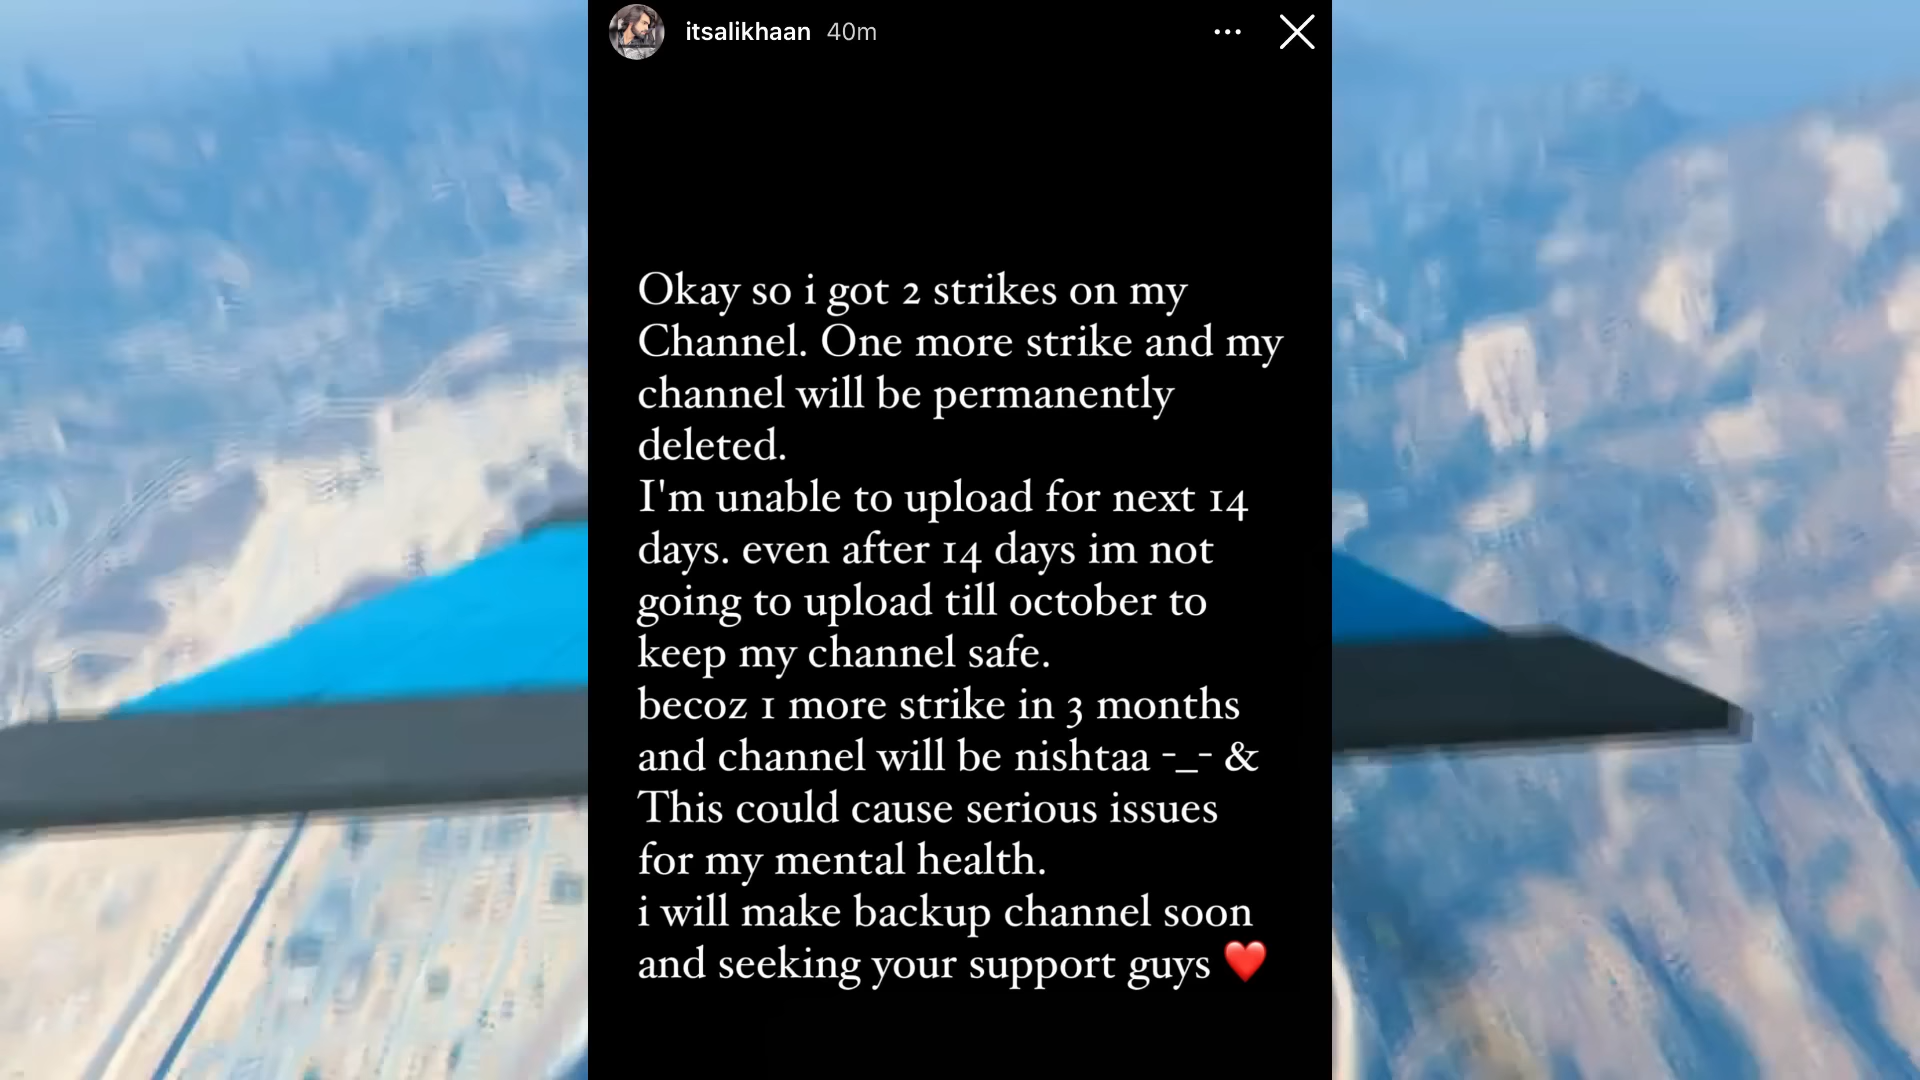 itsalikhaan 40m
Okay so i got 2 strikes on my
Channel. One more strike and my
channel will be permanently
deleted.
I'm unable to upload for next 14
days. even after 14 days im not
going to upload till october to
keep my channel safe.
becoz 1 more strike in 3 months
and channel will be nishtaa -_- &
This could cause serious issues
for my mental health.
i will make backup channel soon
and seeking your support guys ❤️